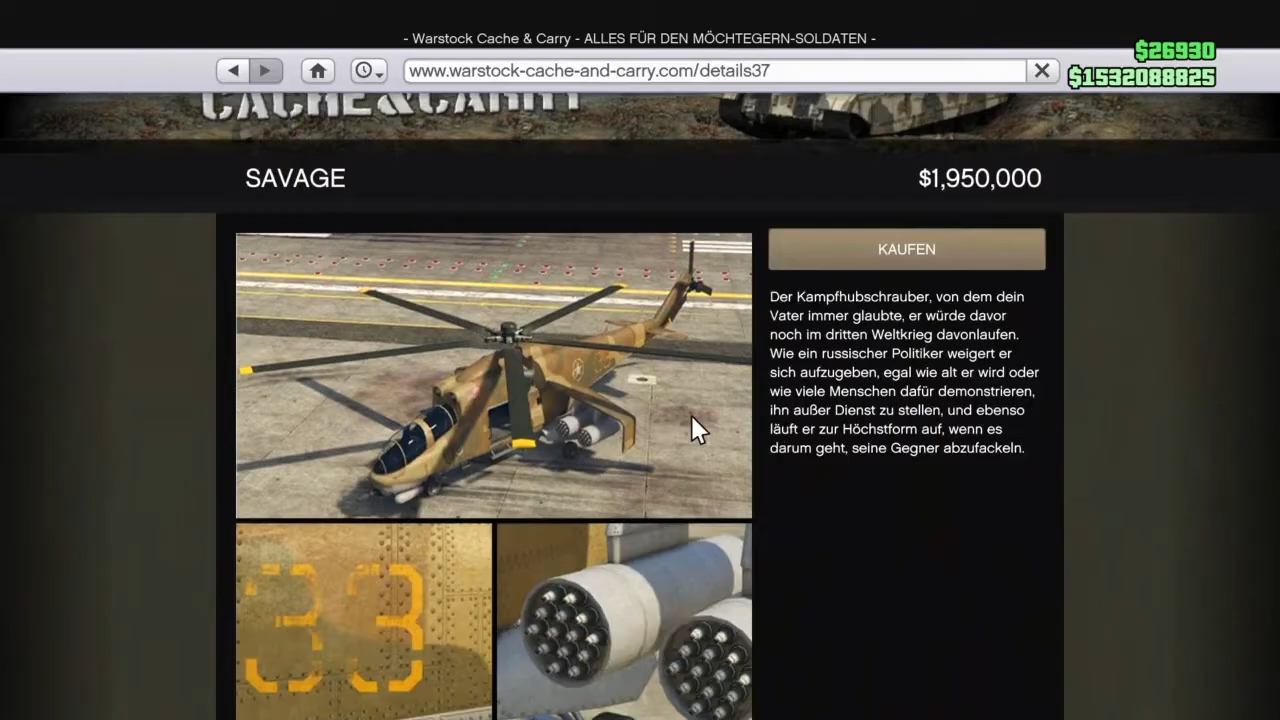 - Warstock Cache & Carry - ALLES FÜR DEN MÖCHTEGERN-SOLDATEN -
$26930
www.warstock-cache-and-carry.com/details37
$1532088825
CACHE&CARRY
SAVAGE
$1,950,000
KAUFEN
Der Kampfhubschrauber, von dem dein
Vater immer glaubte, er würde davor
noch im dritten Weltkrieg davonlaufen.
Wie ein russischer Politiker weigert er
sich aufzugeben, egal wie alt er wird oder
wie viele Menschen dafür demonstrieren,
ihn außer Dienst zu stellen, und ebenso
läuft er zur Höchstform auf, wenn es
darum geht, seine Gegner abzufackeln.
33